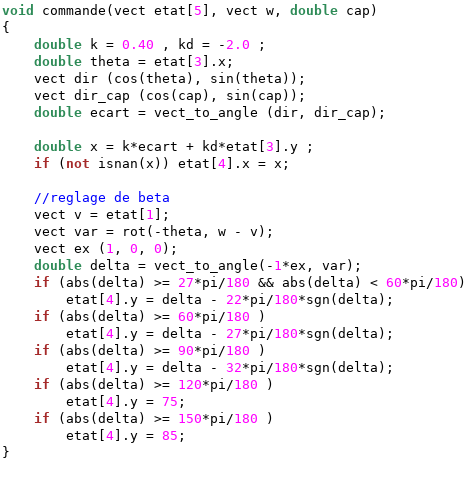 void commande(vect etat[5], vect w, double cap)
{
    double k = 0.40 , kd = -2.0 ;
    double theta = etat[3].x;
    vect dir (cos(theta), sin(theta));
    vect dir_cap (cos(cap), sin(cap));
    double ecart = vect_to_angle (dir, dir_cap);

    double x = k*ecart + kd*etat[3].y ;
    if (not isnan(x)) etat[4].x = x;

    //reglage de beta
    vect v = etat[1];
    vect var = rot(-theta, w - v);
    vect ex (1, 0, 0);
    double delta = vect_to_angle(-1*ex, var);
    if (abs(delta) >= 27*pi/180 && abs(delta) < 60*pi/180)
        etat[4].y = delta - 22*pi/180*sgn(delta);
    if (abs(delta) >= 60*pi/180 )
        etat[4].y = delta - 27*pi/180*sgn(delta);
    if (abs(delta) >= 90*pi/180 )
        etat[4].y = delta - 32*pi/180*sgn(delta);
    if (abs(delta) >= 120*pi/180 )
        etat[4].y = 75;
    if (abs(delta) >= 150*pi/180 )
        etat[4].y = 85;
}